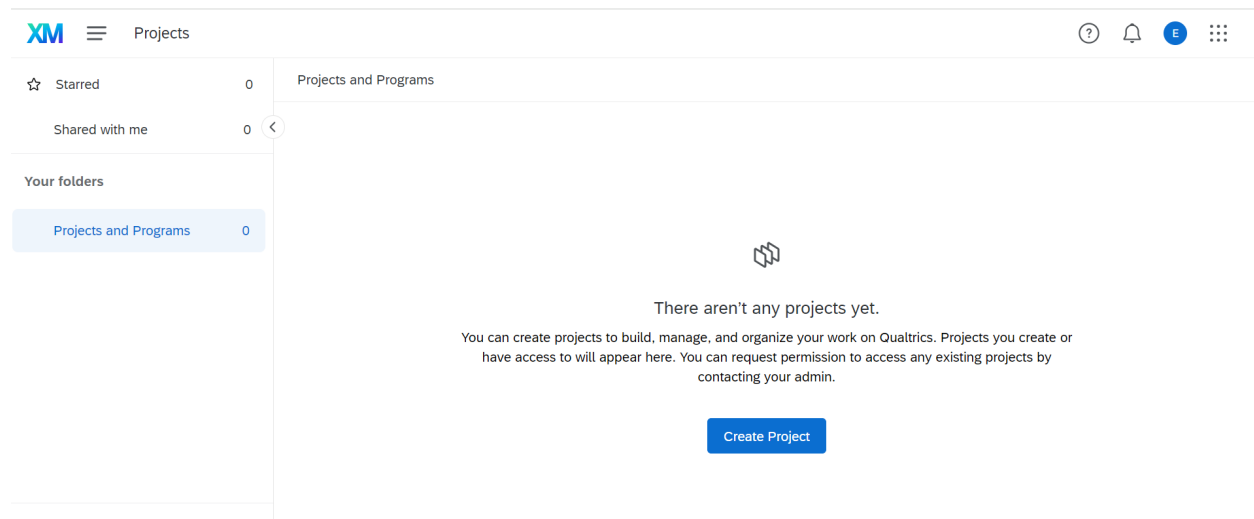 XM Projects ? E
Starred 0
Shared with me 0
Your folders
Projects and Programs 0
Projects and Programs
There aren’t any projects yet.
You can create projects to build, manage, and organize your work on Qualtrics. Projects you create or
have access to will appear here. You can request permission to access any existing projects by
contacting your admin.
Create Project